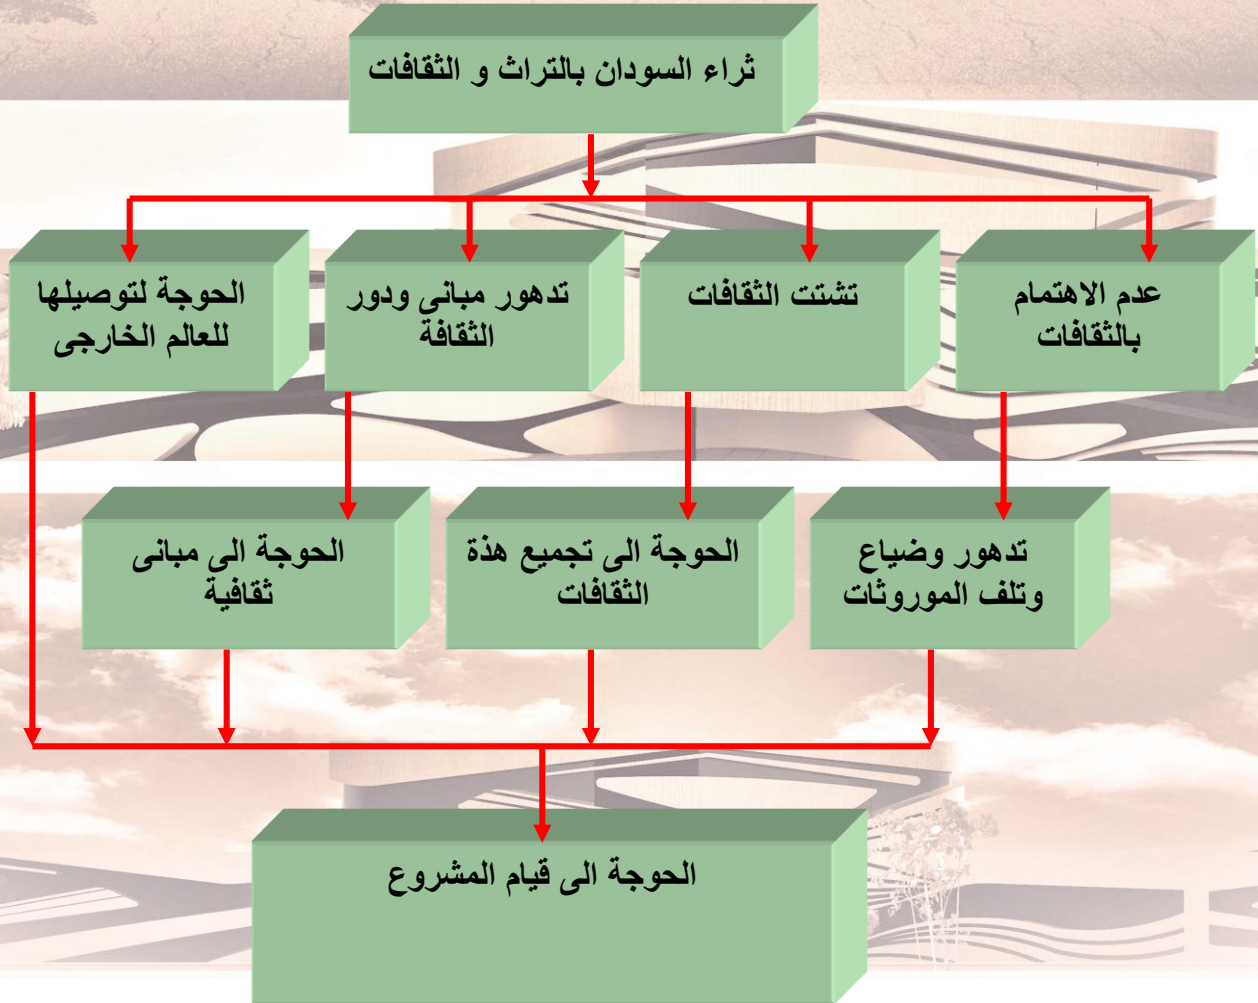 ثراء السودان بالتراث و الثقافات
عدم الاهتمام
بالثقافات
تشتت الثقافات
تدهور مبانى ودور
الثقافة
الحوجة لتوصيلها
للعالم الخارجى
تدهور وضياع
وتلف الموروثات
الحوجة الى تجميع هذة
الثقافات
الحوجة الى مبانى
ثقافية
الحوجة الى قيام المشروع